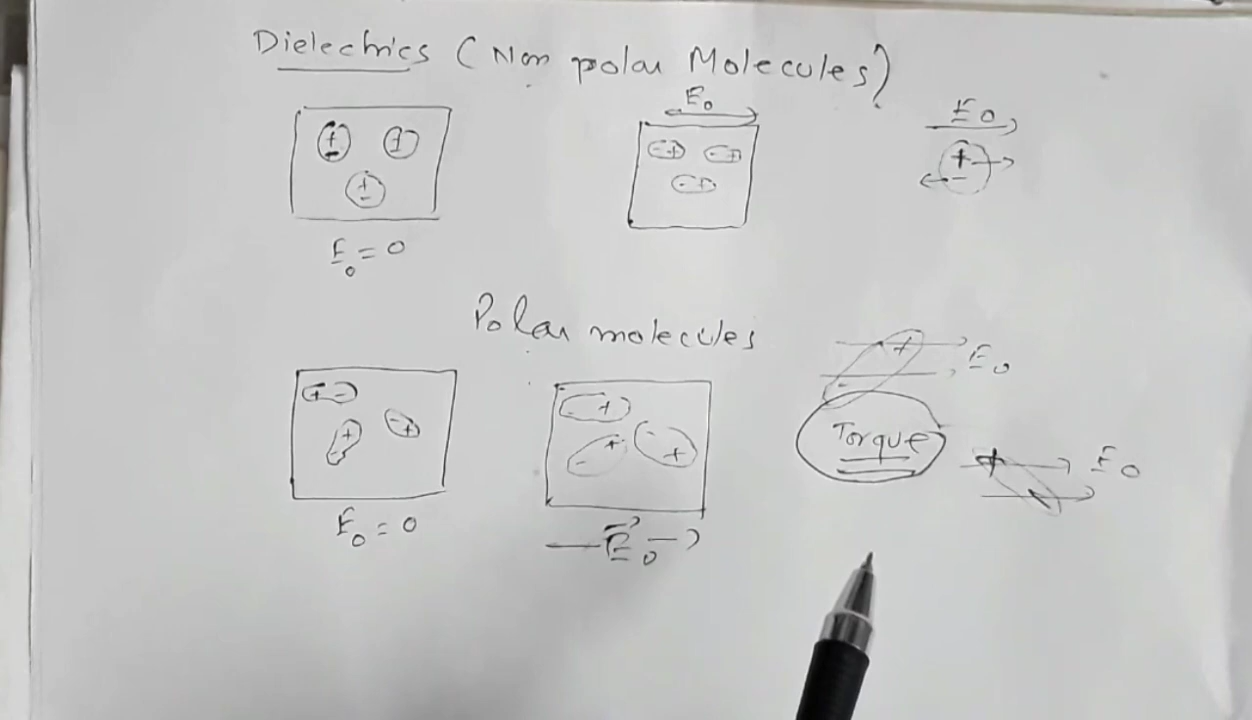 Dielectrics (Non polar Molecules)
E₀
E₀
+ - + - + -
- + - + - +
+ -
E₀ = 0
Polar molecules
+ -
E₀
+ - + - - +
- + - + - +
Torque
+ -
E₀
E₀ = 0
E₀